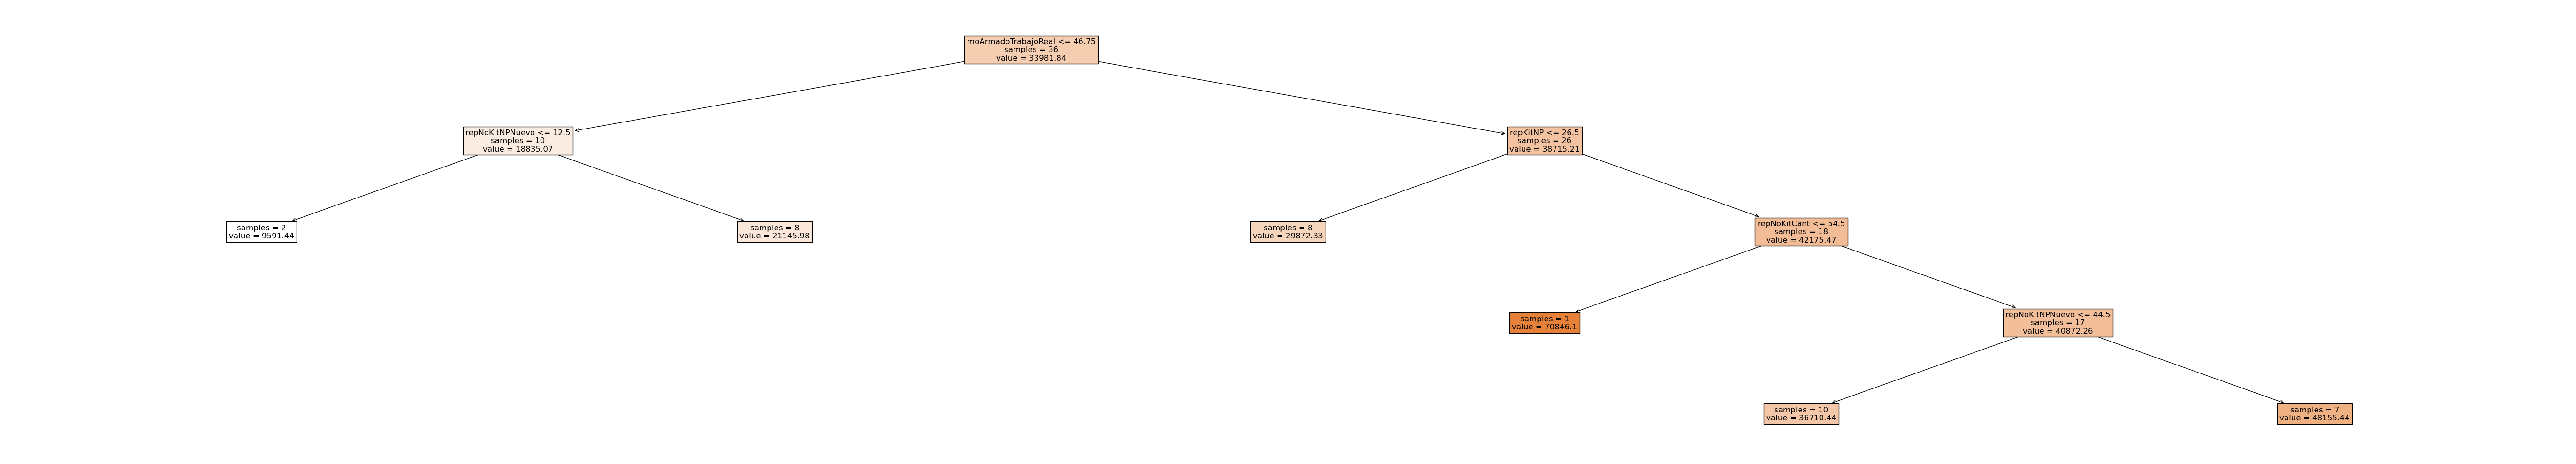 moArmadoTrabajoReal <= 46.75
samples = 36
value = 33981.84
repNoKitNPNuevo <= 12.5
samples = 10
value = 18835.07
repKitNP <= 26.5
samples = 26
value = 38715.21
samples = 2
value = 9591.44
samples = 8
value = 21145.98
samples = 8
value = 29872.33
repNoKitCant <= 54.5
samples = 18
value = 42175.47
samples = 1
value = 70846.1
repNoKitNPNuevo <= 44.5
samples = 17
value = 40872.26
samples = 10
value = 36710.44
samples = 7
value = 48155.44